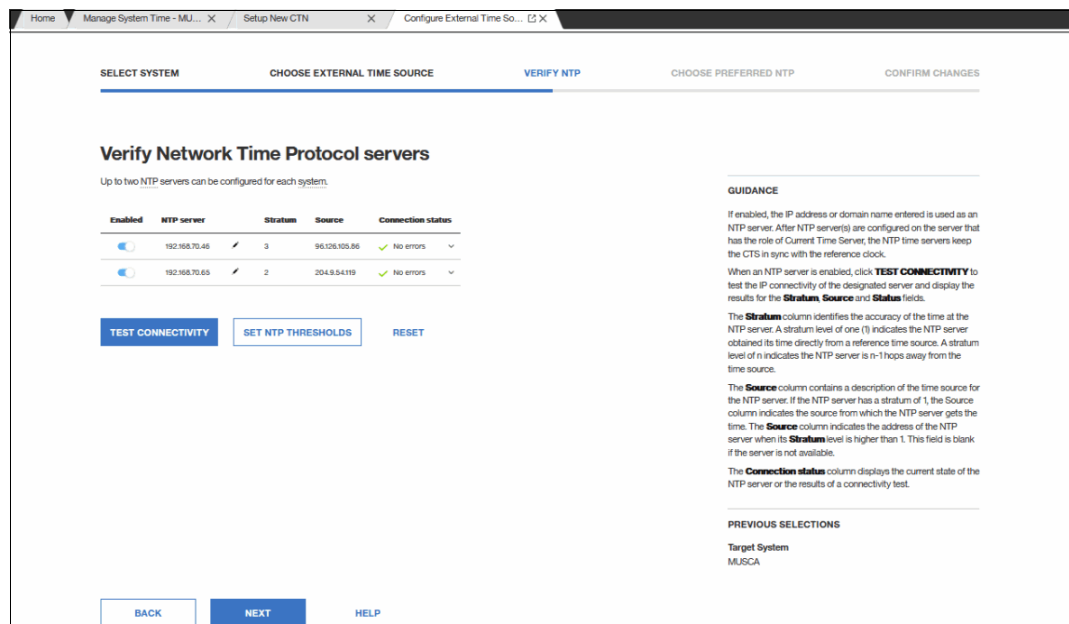 Home
Manage System Time - MU...
Setup New CTN
Configure External Time So...
SELECT SYSTEM
CHOOSE EXTERNAL TIME SOURCE
VERIFY NTP
CHOOSE PREFERRED NTP
CONFIRM CHANGES
Verify Network Time Protocol servers
Up to two NTP servers can be configured for each system.
Enabled NTP server Stratum Source Connection status
192.168.70.46 3 96.126.105.86 No errors
192.168.70.65 2 204.9.54.119 No errors
TEST CONNECTIVITY
SET NTP THRESHOLDS
RESET
GUIDANCE
If enabled, the IP address or domain name entered is used as an
NTP server. After NTP server(s) are configured on the server that
has the role of Current Time Server, the NTP time servers keep
the CTS in sync with the reference clock.
When an NTP server is enabled, click TEST CONNECTIVITY to
test the IP connectivity of the designated server and display the
results for the Stratum, Source and Status fields.
The Stratum column identifies the accuracy of the time at the
NTP server. A stratum level of one (1) indicates the NTP server
obtained its time directly from a reference time source. A stratum
level of n indicates the NTP server is n-1 hops away from the
time source.
The Source column contains a description of the time source for
the NTP server. If the NTP server has a stratum of 1, the Source
column indicates the source from which the NTP server gets the
time. The Source column indicates the address of the NTP
server when its Stratum level is higher than 1. This field is blank
if the server is not available.
The Connection status column displays the current state of the
NTP server or the results of a connectivity test.
PREVIOUS SELECTIONS
Target System
MUSCA
BACK
NEXT
HELP